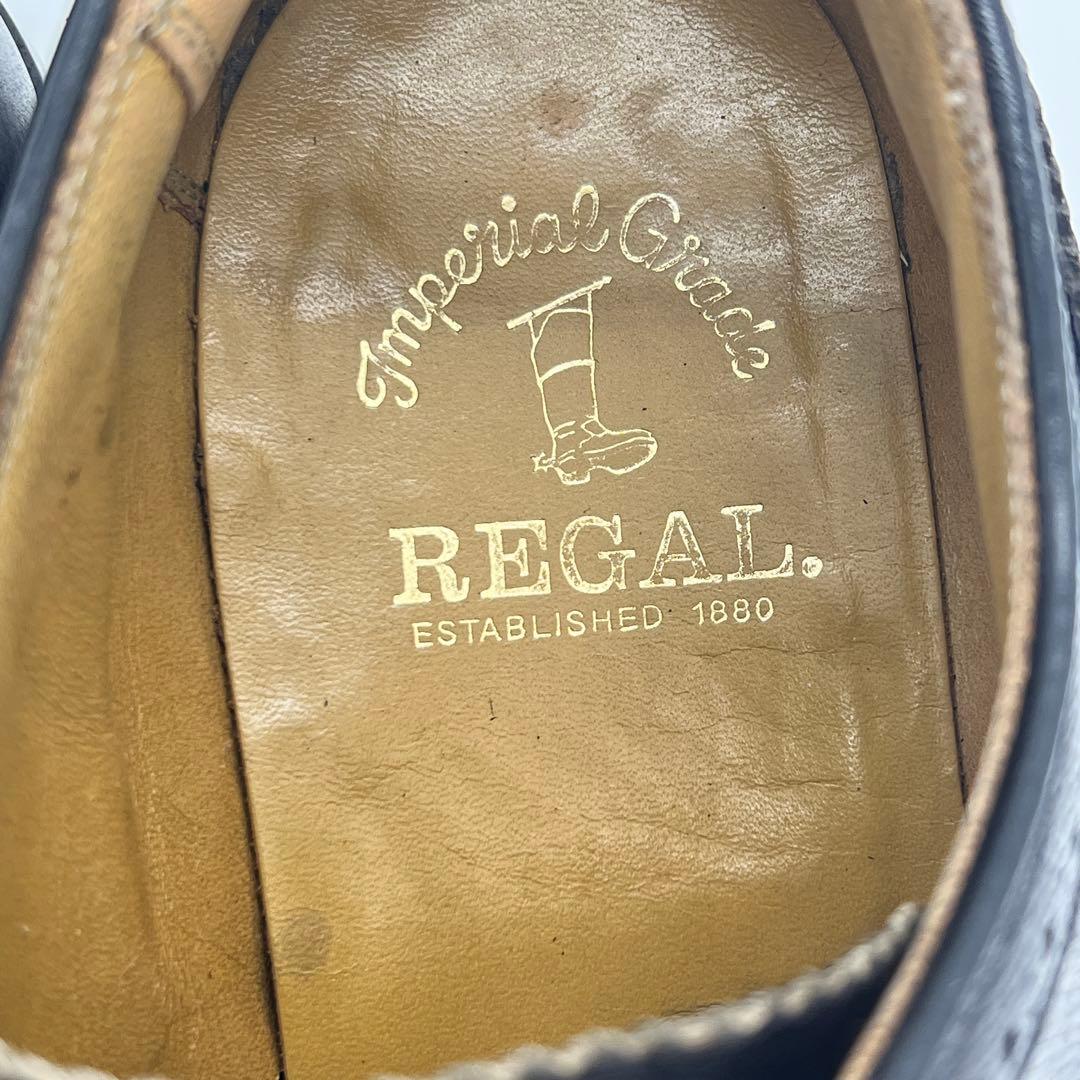 Imperial Grade
REGAL.
ESTABLISHED 1880